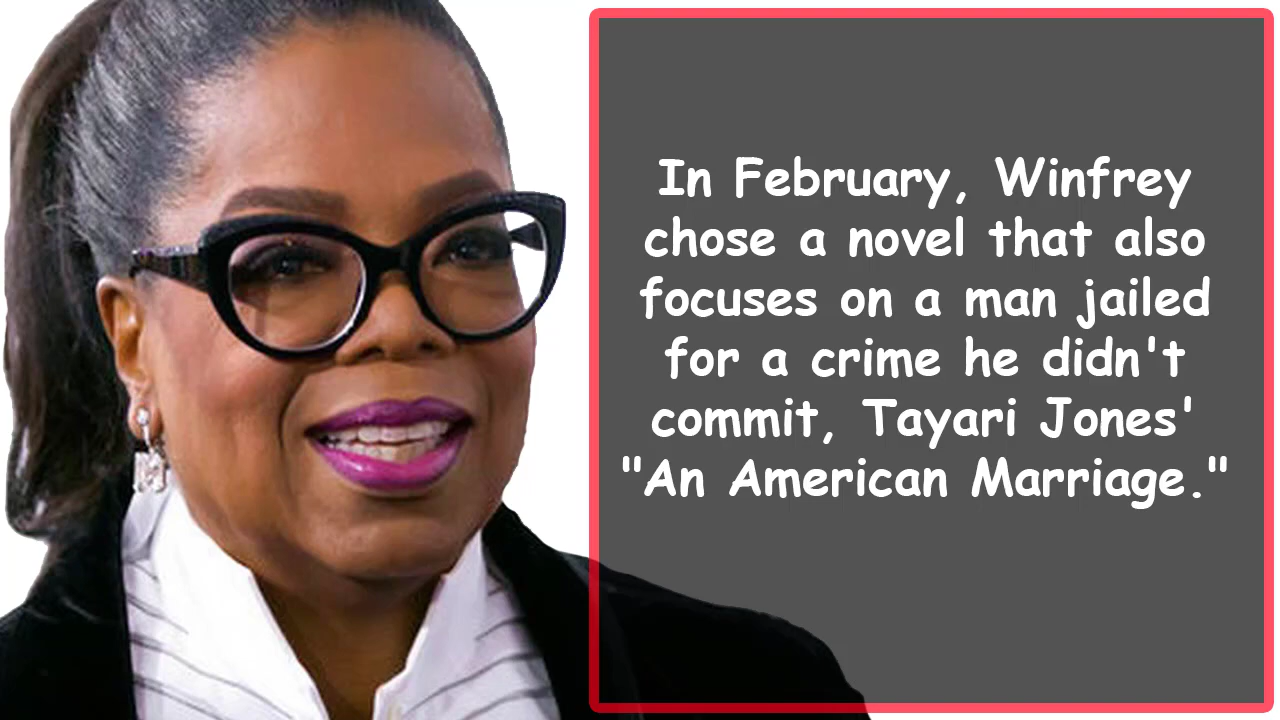 In February, Winfrey
chose a novel that also
focuses on a man jailed
for a crime he didn't
commit, Tayari Jones'
"An American Marriage."